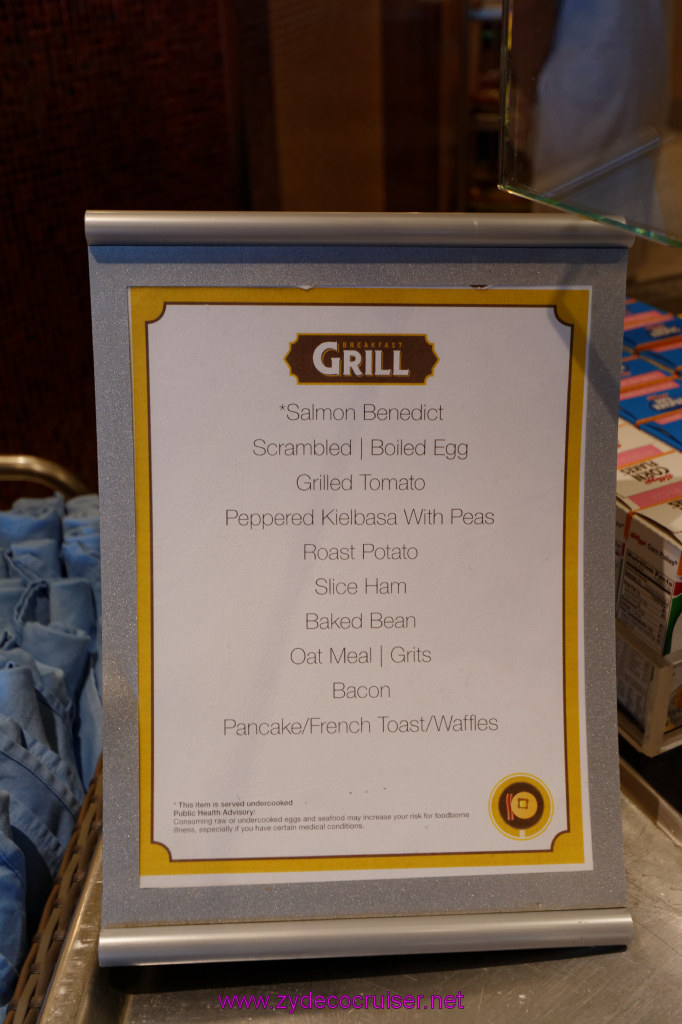 BREAKFAST
GRILL
*Salmon Benedict
Scrambled | Boiled Egg
Grilled Tomato
Peppered Kielbasa With Peas
Roast Potato
Slice Ham
Baked Bean
Oat Meal | Grits
Bacon
Pancake/French Toast/Waffles
* This item is served undercooked
Public Health Advisory:
Consuming raw or undercooked eggs and seafood may increase your risk for foodborne
illness, especially if you have certain medical conditions.
CORN
FLAKES
www.zydecocruiser.net